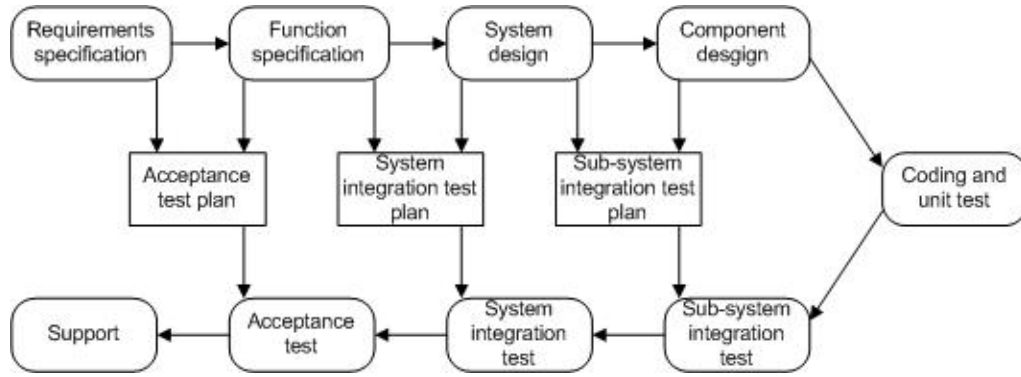 Requirements
specification
Function
specification
System
design
Component
desgign
Acceptance
test plan
System
integration test
plan
Sub-system
integration test
plan
Coding and
unit test
Support
Acceptance
test
System
integration
test
Sub-system
integration
test